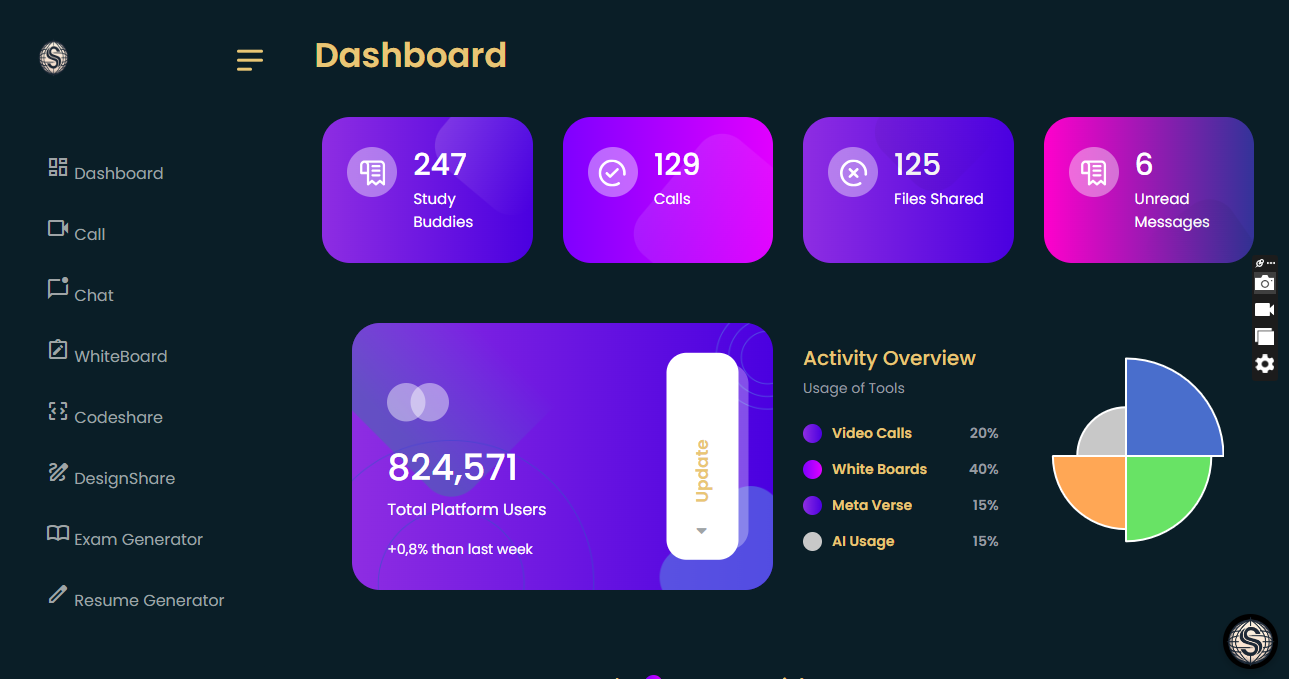 Dashboard
Dashboard
Call
Chat
WhiteBoard
Codeshare
DesignShare
Exam Generator
Resume Generator
247
Study
Buddies
129
Calls
125
Files Shared
6
Unread
Messages
824,571
Total Platform Users
+0,8% than last week
Update
Activity Overview
Usage of Tools
Video Calls 20%
White Boards 40%
Meta Verse 15%
AI Usage 15%